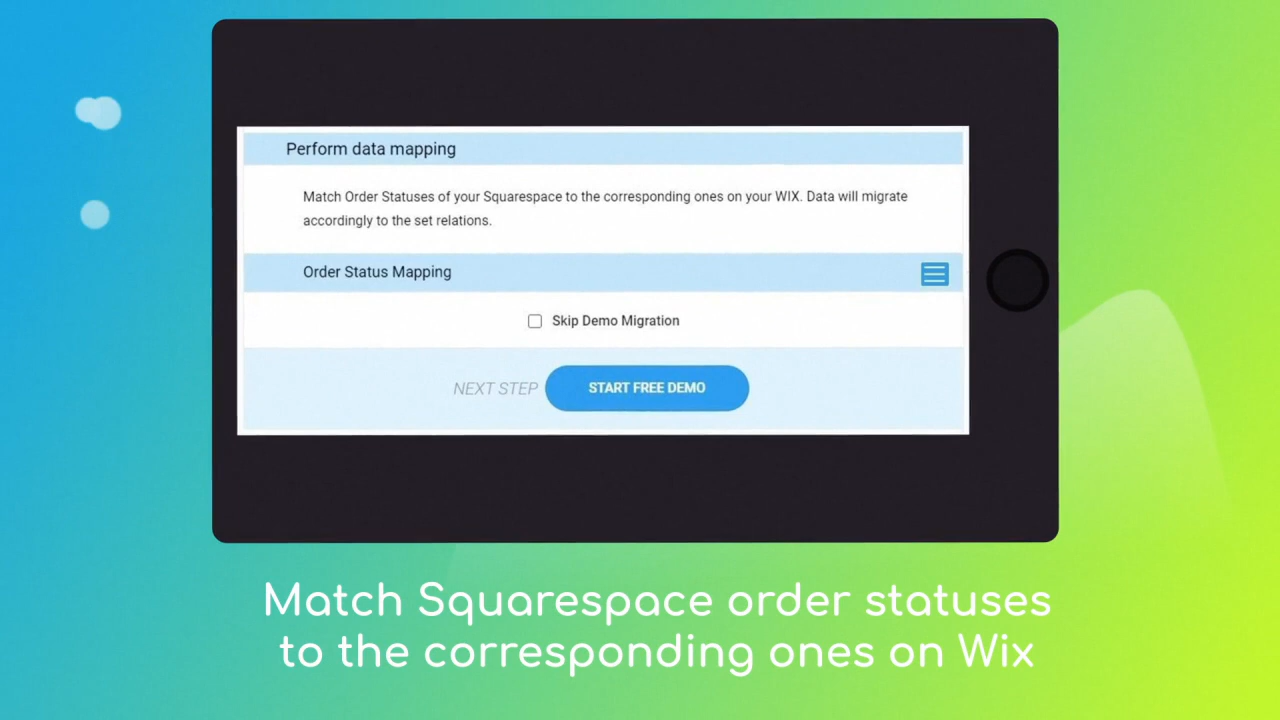 Perform data mapping
Match Order Statuses of your Squarespace to the corresponding ones on your WIX. Data will migrate
accordingly to the set relations.
Order Status Mapping
Skip Demo Migration
NEXT STEP START FREE DEMO
Match Squarespace order statuses
to the corresponding ones on Wix